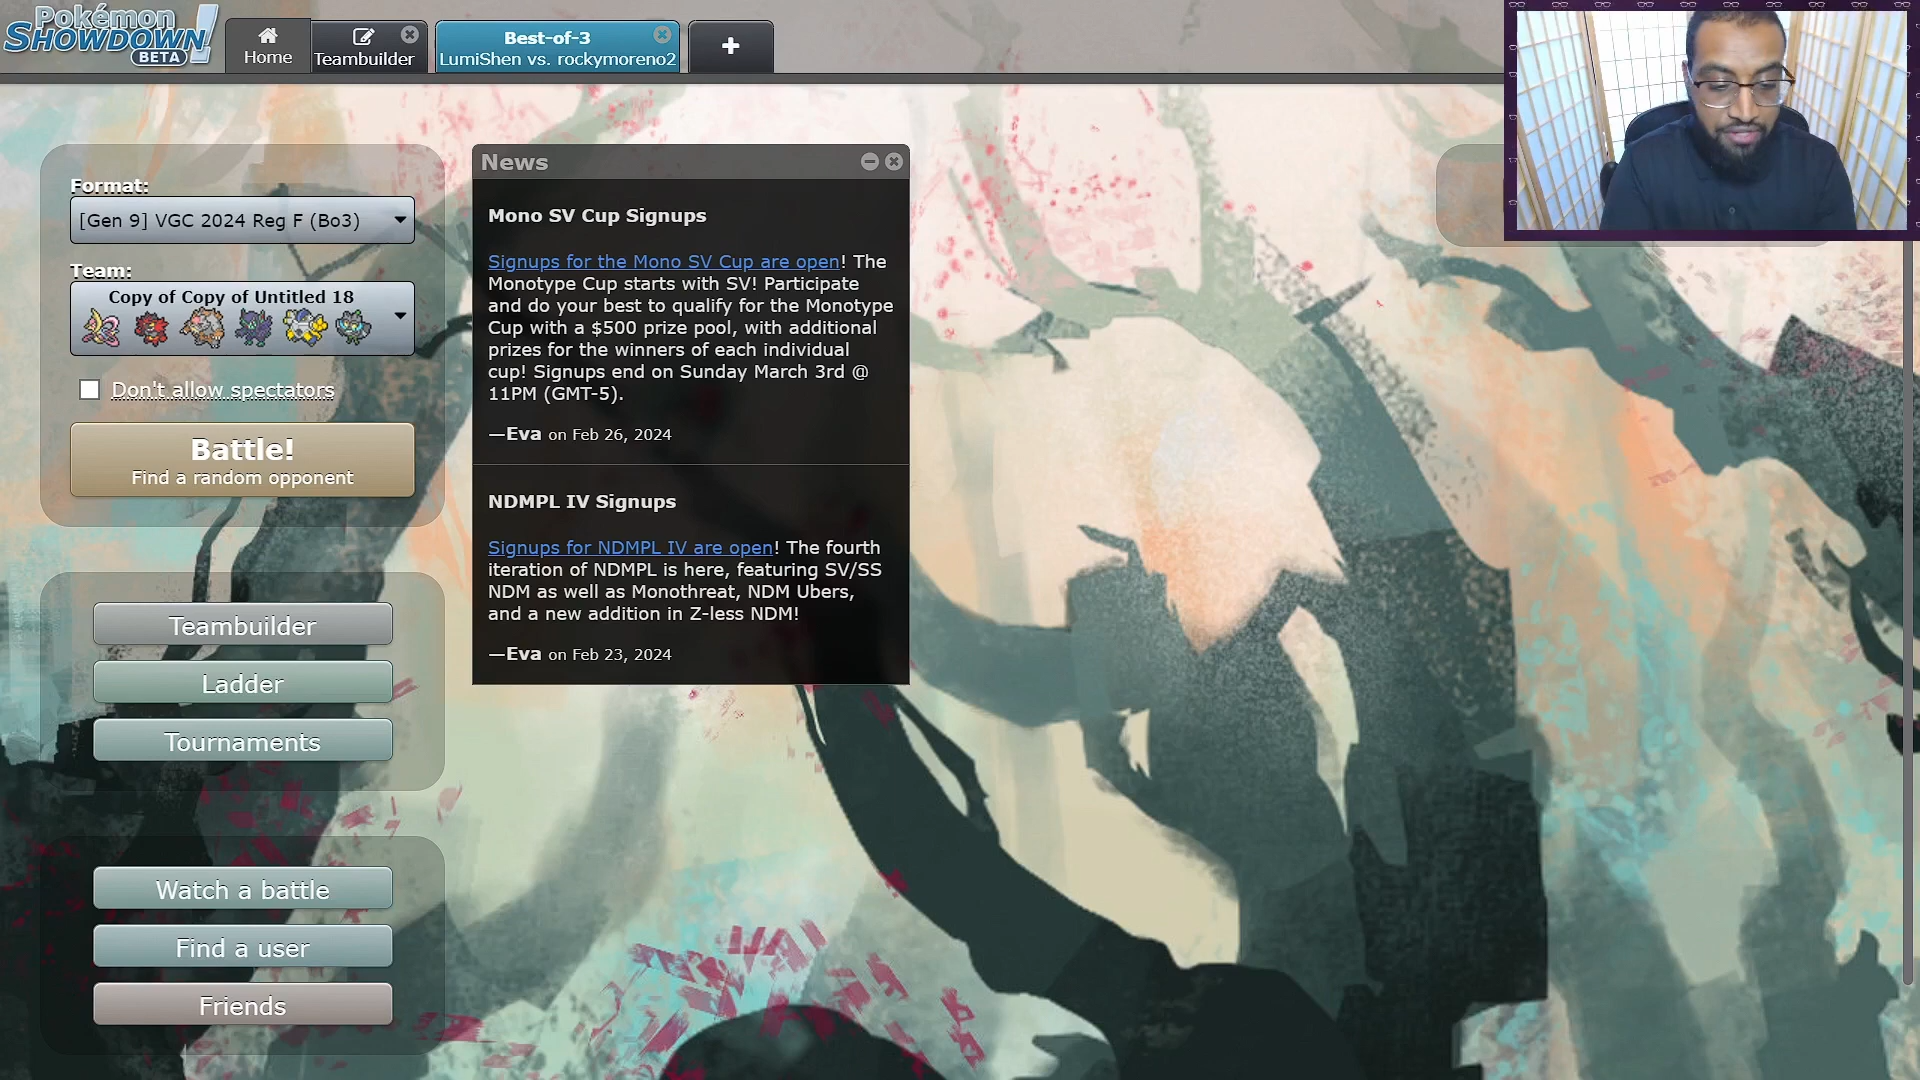 Pokémon
SHOWDOWN!
BETA
Home
Teambuilder
Best-of-3
LumiShen vs. rockymoreno2
Format:
[Gen 9] VGC 2024 Reg F (Bo3)
Team:
Copy of Copy of Untitled 18
Don't allow spectators
Battle!
Find a random opponent
Teambuilder
Ladder
Tournaments
Watch a battle
Find a user
Friends
News
Mono SV Cup Signups
Signups for the Mono SV Cup are open! The
Monotype Cup starts with SV! Participate
and do your best to qualify for the Monotype
Cup with a $500 prize pool, with additional
prizes for the winners of each individual
cup! Signups end on Sunday March 3rd @
11PM (GMT-5).
—Eva on Feb 26, 2024
NDMPL IV Signups
Signups for NDMPL IV are open! The fourth
iteration of NDMPL is here, featuring SV/SS
NDM as well as Monothreat, NDM Ubers,
and a new addition in Z-less NDM!
—Eva on Feb 23, 2024